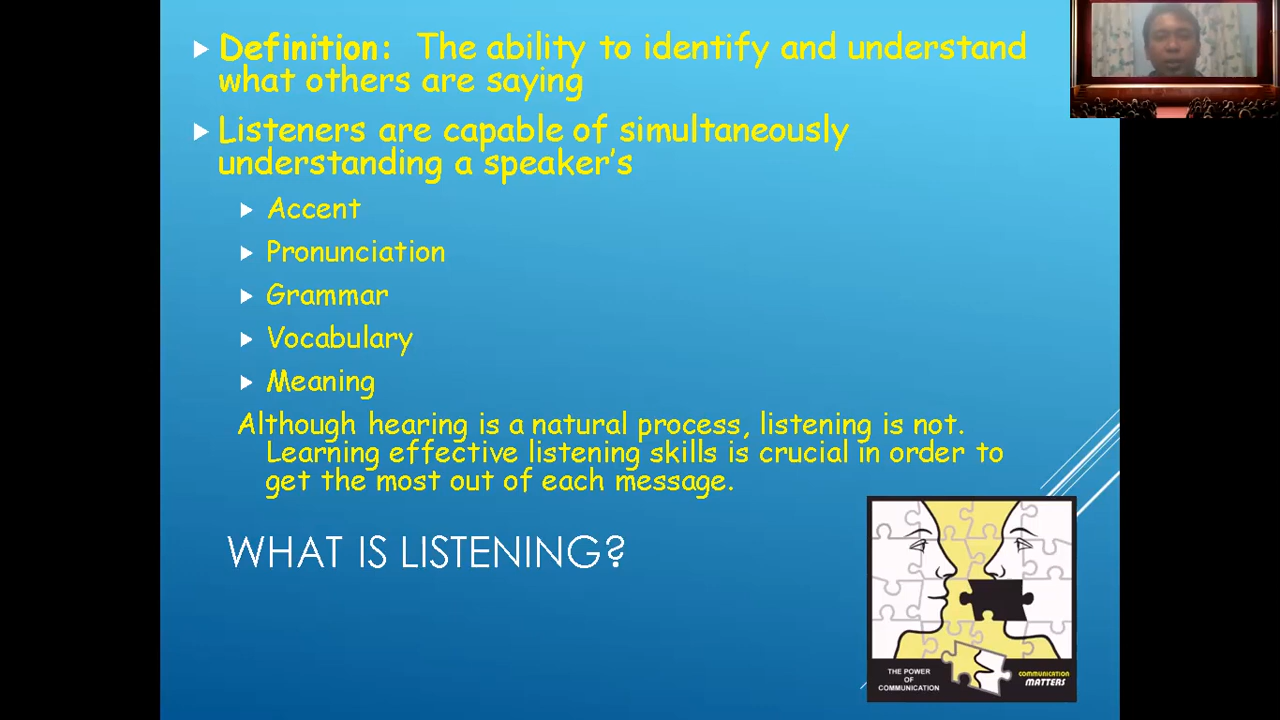 Definition: The ability to identify and understand
what others are saying
Listeners are capable of simultaneously
understanding a speaker's
Accent
Pronunciation
Grammar
Vocabulary
Meaning
Although hearing is a natural process, listening is not.
Learning effective listening skills is crucial in order to
get the most out of each message.
WHAT IS LISTENING?
THE POWER
OF
COMMUNICATION
COMMUNICATION
MATTERS